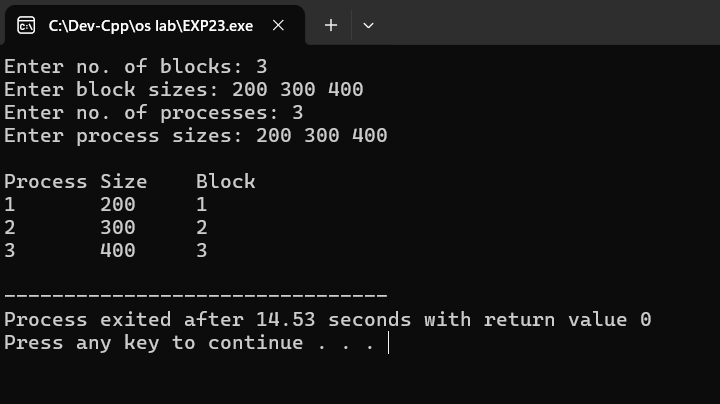 C:\Dev-Cpp\os lab\EXP23.exe
Enter no. of blocks: 3
Enter block sizes: 200 300 400
Enter no. of processes: 3
Enter process sizes: 200 300 400
Process Size    Block
1       200     1
2       300     2
3       400     3
--------------------------------
Process exited after 14.53 seconds with return value 0
Press any key to continue . . .